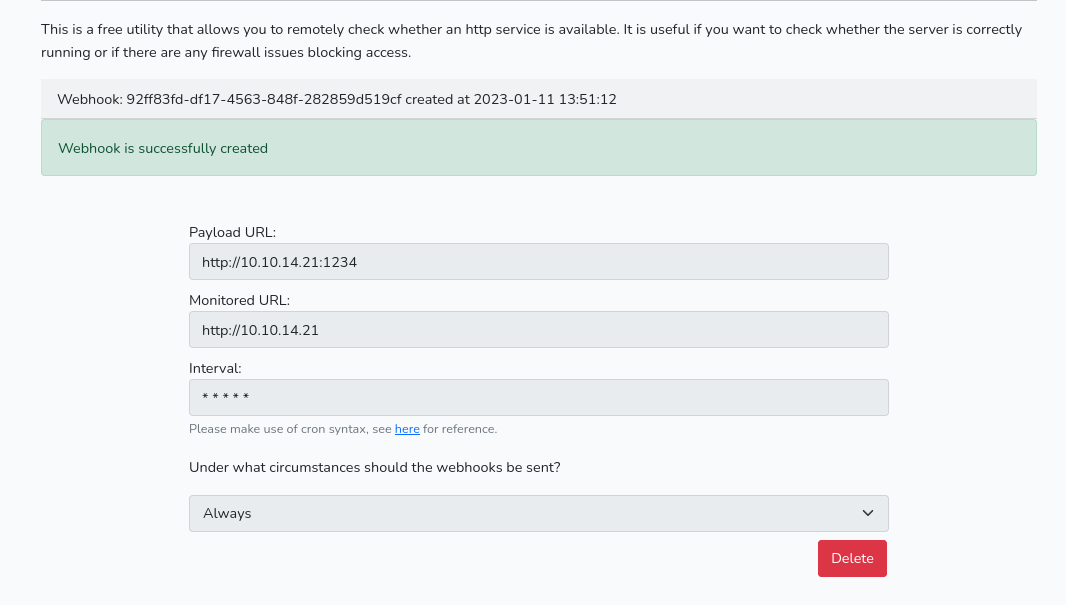 This is a free utility that allows you to remotely check whether an http service is available. It is useful if you want to check whether the server is correctly
running or if there are any firewall issues blocking access.
Webhook: 92ff83fd-df17-4563-848f-282859d519cf created at 2023-01-11 13:51:12
Webhook is successfully created
Payload URL:
http://10.10.14.21:1234
Monitored URL:
http://10.10.14.21
Interval:
* * * * *
Please make use of cron syntax, see here for reference.
Under what circumstances should the webhooks be sent?
Always
Delete